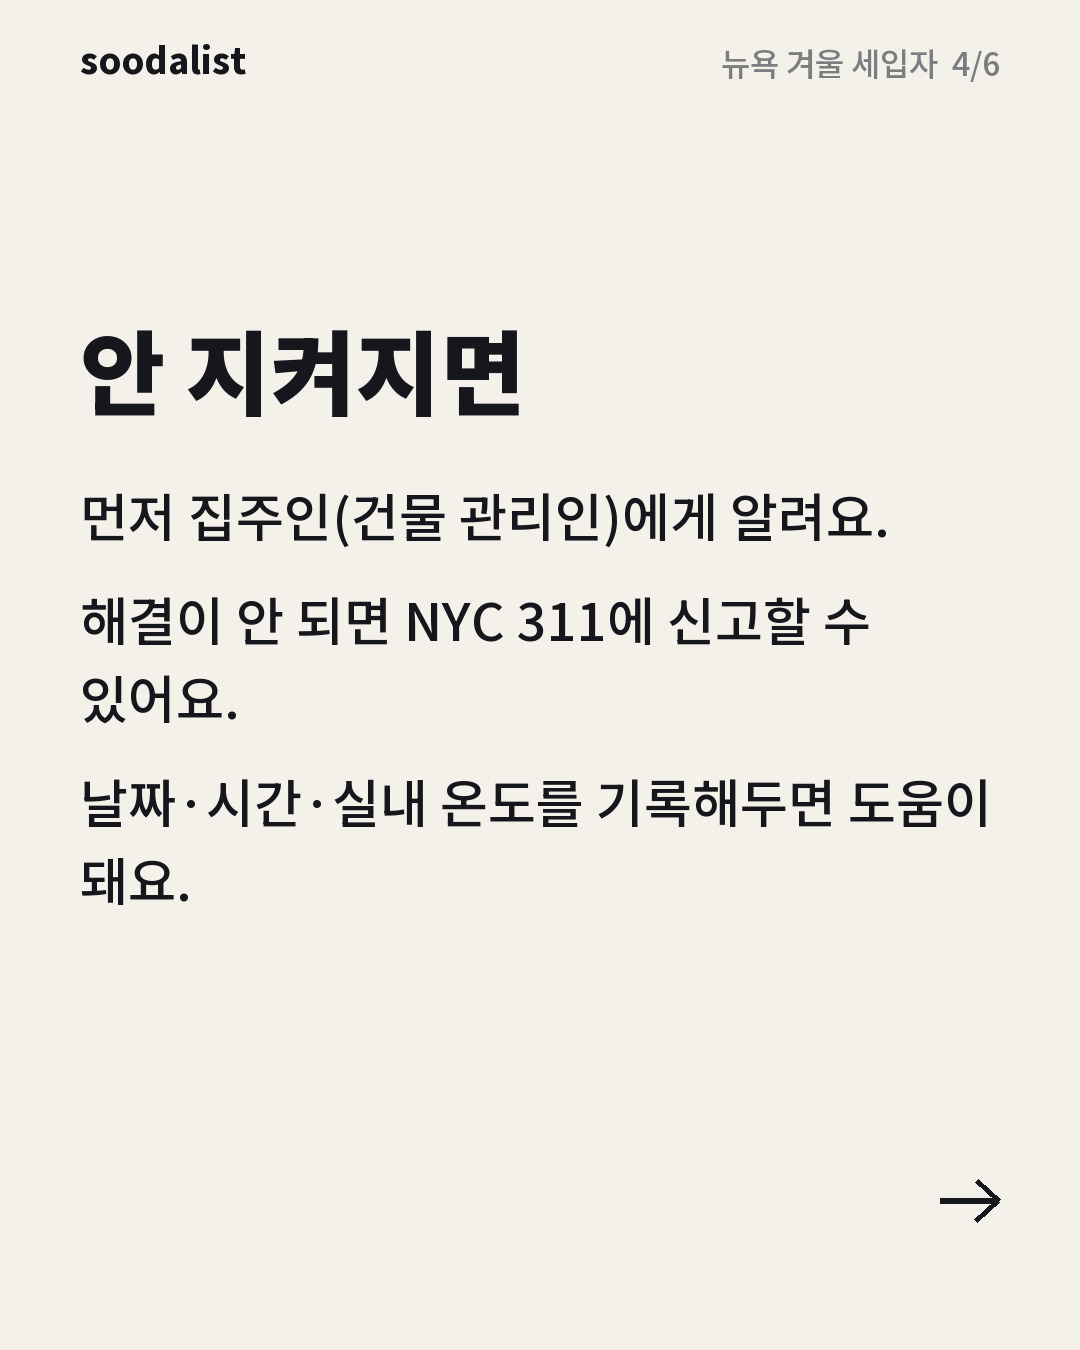 soodalist
뉴욕 겨울 세입자 4/6
안 지켜지면
먼저 집주인(건물 관리인)에게 알려요.
해결이 안 되면 NYC 311에 신고할 수
있어요.
날짜·시간·실내 온도를 기록해두면 도움이
돼요.